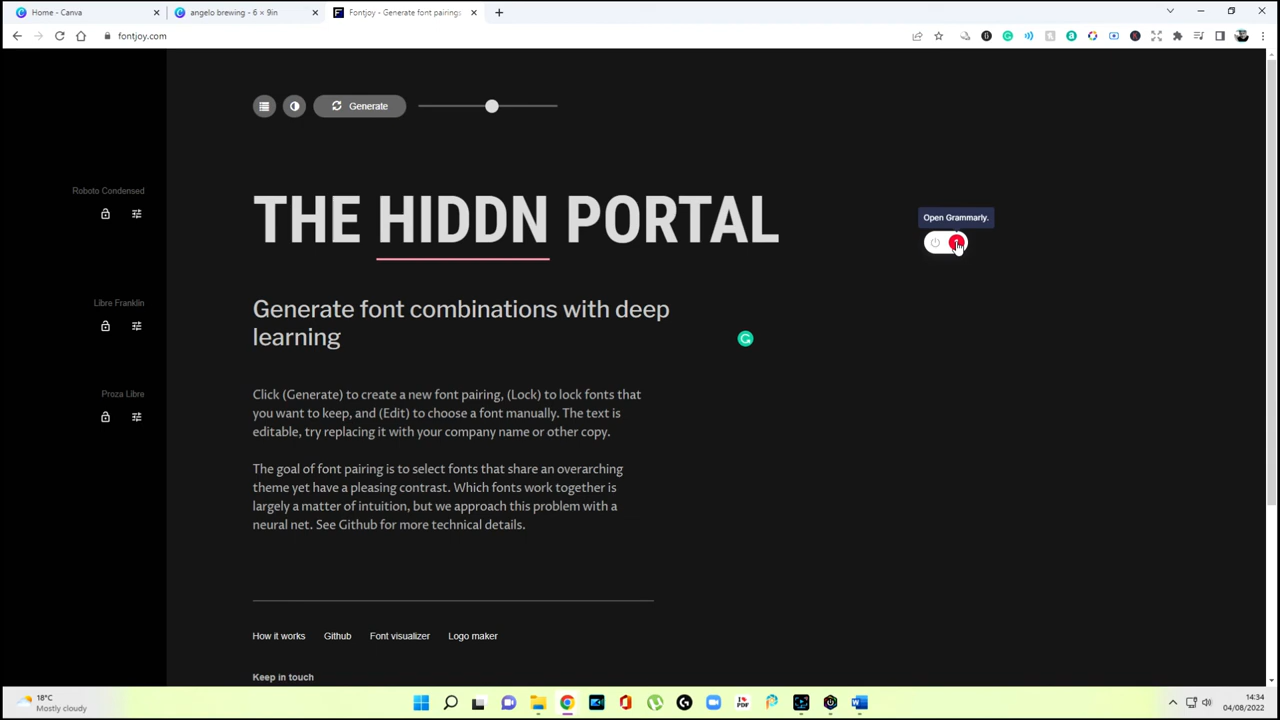 Home - Canva
angelo brewing - 6 × 9in
Fontjoy - Generate font pairings
fontjoy.com
Generate
Roboto Condensed
THE HIDDN PORTAL
Open Grammarly.
Libre Franklin
Generate font combinations with deep
learning
Proza Libre
Click (Generate) to create a new font pairing, (Lock) to lock fonts that
you want to keep, and (Edit) to choose a font manually. The text is
editable, try replacing it with your company name or other copy.
The goal of font pairing is to select fonts that share an overarching
theme yet have a pleasing contrast. Which fonts work together is
largely a matter of intuition, but we approach this problem with a
neural net. See Github for more technical details.
How it works
Github
Font visualizer
Logo maker
Keep in touch
18°C
Mostly cloudy
14:34
04/08/2022